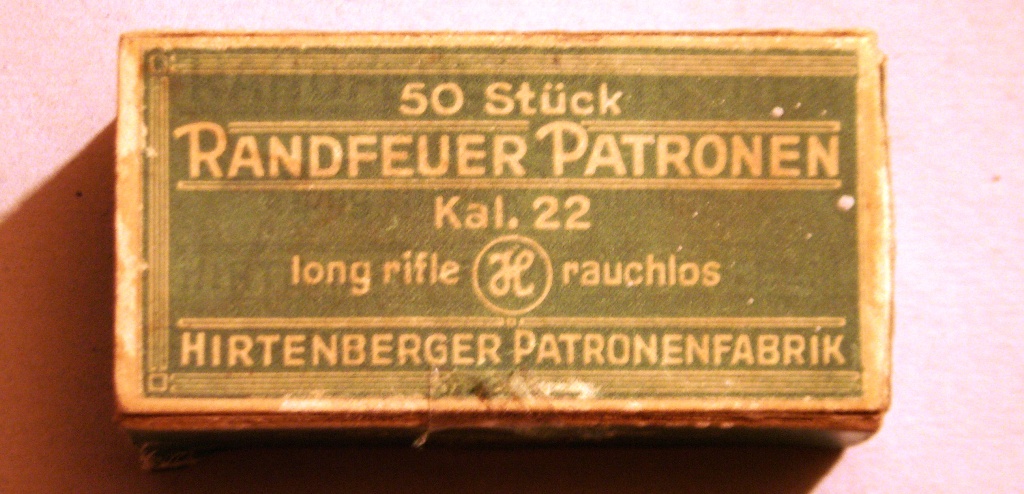 50 Stück
RANDFEUER PATRONEN
Kal. 22
long rifle H rauchlos
HIRTENBERGER PATRONENFABRIK